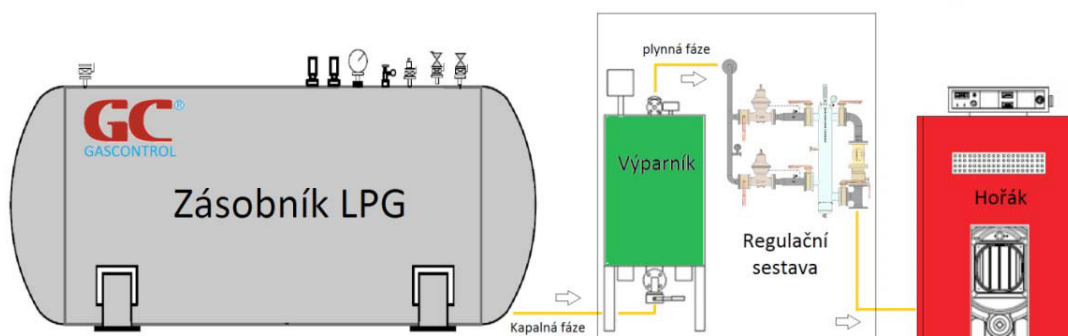 GC®
GASCONTROL
Zásobník LPG
Kapalná fáze
plynná fáze
Výparník
Regulační
sestava
Hořák